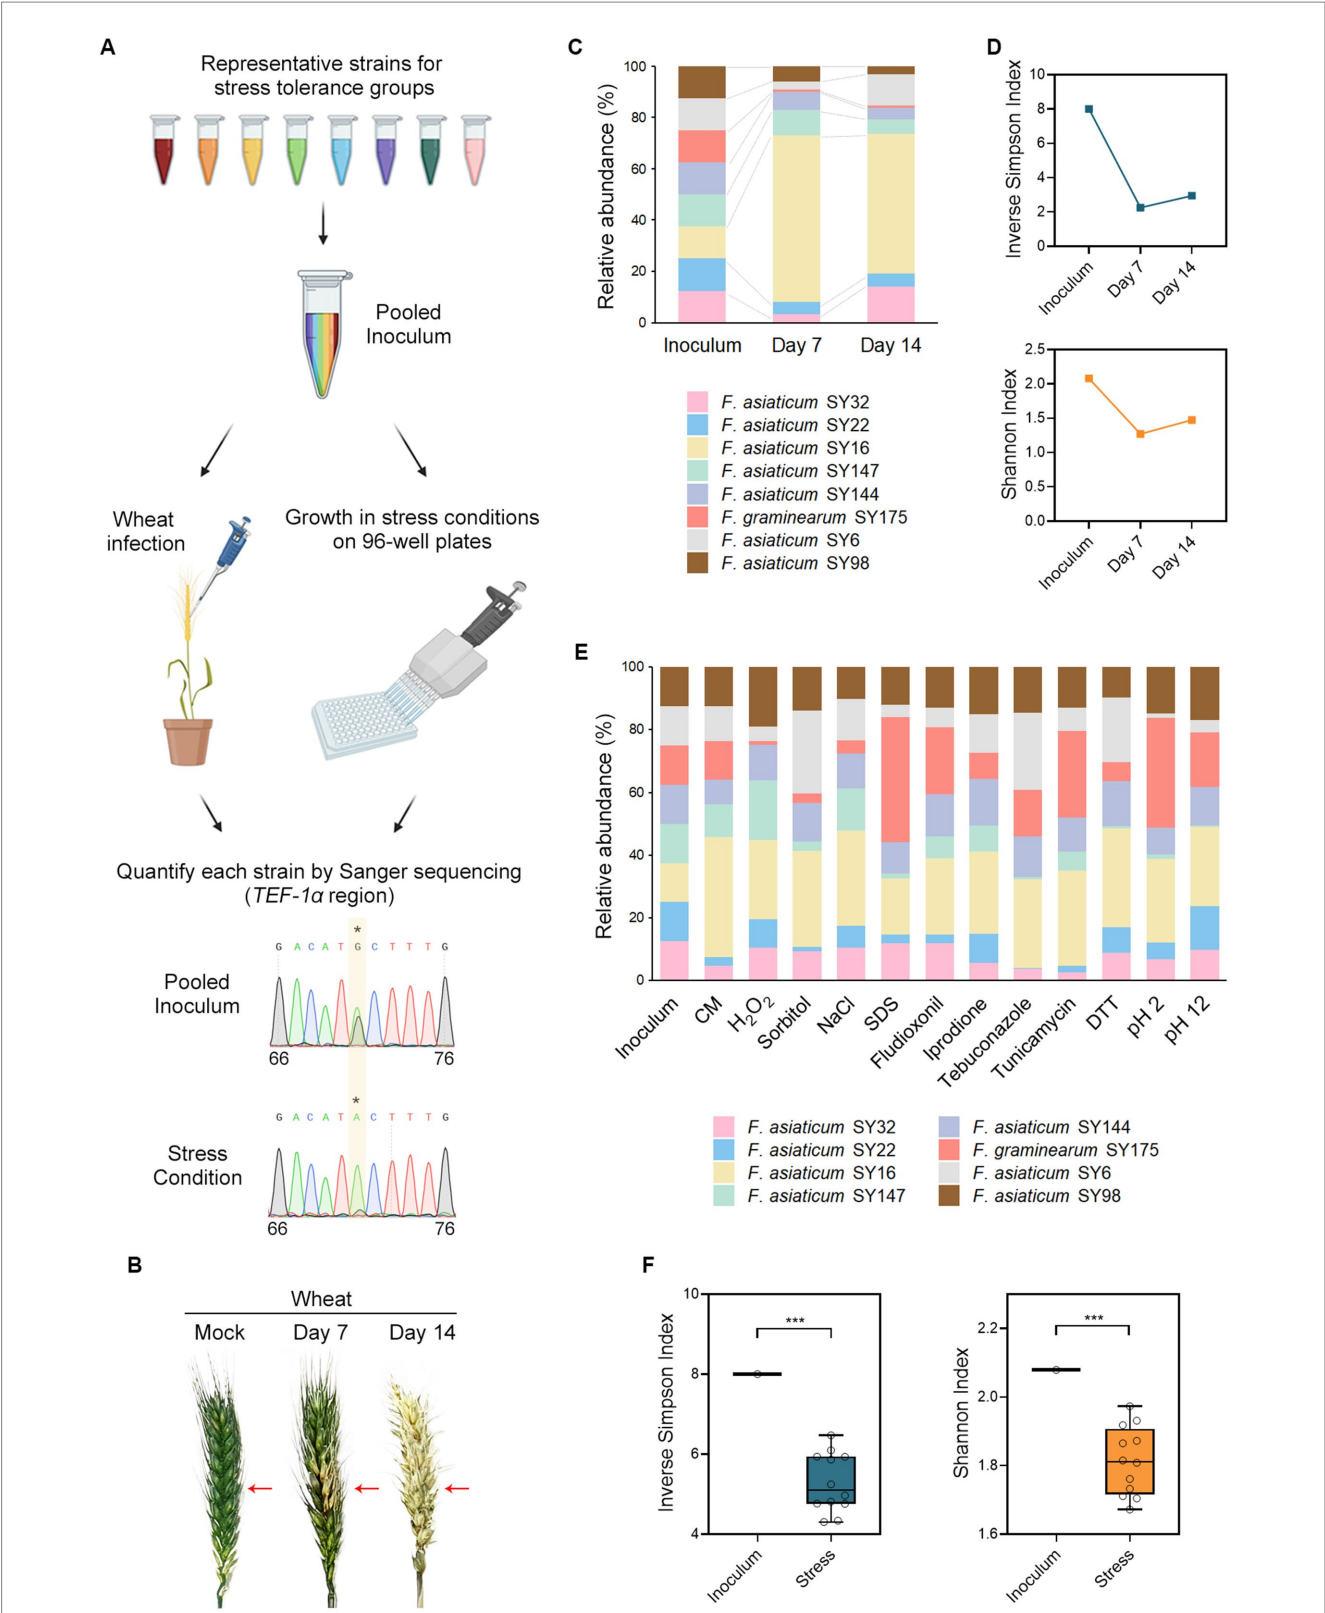 A
Representative strains for
stress tolerance groups
Pooled
Inoculum
Wheat
infection
Growth in stress conditions
on 96-well plates
Quantify each strain by Sanger sequencing
(TEF-1α region)
*
G A C A T G C T T T G
Pooled
Inoculum
66 76
*
G A C A T A C T T T G
Stress
Condition
66 76
B
Wheat
Mock Day 7 Day 14
C
Relative abundance (%)
100
80
60
40
20
0
Inoculum Day 7 Day 14
F. asiaticum SY32
F. asiaticum SY22
F. asiaticum SY16
F. asiaticum SY147
F. asiaticum SY144
F. graminearum SY175
F. asiaticum SY6
F. asiaticum SY98
D
Inverse Simpson Index
10
8
6
4
2
0
Inoculum Day 7 Day 14
Shannon Index
2.5
2.0
1.5
1.0
0.5
0.0
Inoculum Day 7 Day 14
E
Relative abundance (%)
100
80
60
40
20
0
Inoculum CM H2O2 Sorbitol NaCl SDS Fludioxonil Iprodione Tebuconazole Tunicamycin DTT pH 2 pH 12
F. asiaticum SY32 F. asiaticum SY144
F. asiaticum SY22 F. graminearum SY175
F. asiaticum SY16 F. asiaticum SY6
F. asiaticum SY147 F. asiaticum SY98
F
Inverse Simpson Index
10
8
6
4
***
Inoculum Stress
Shannon Index
2.2
2.0
1.8
1.6
***
Inoculum Stress